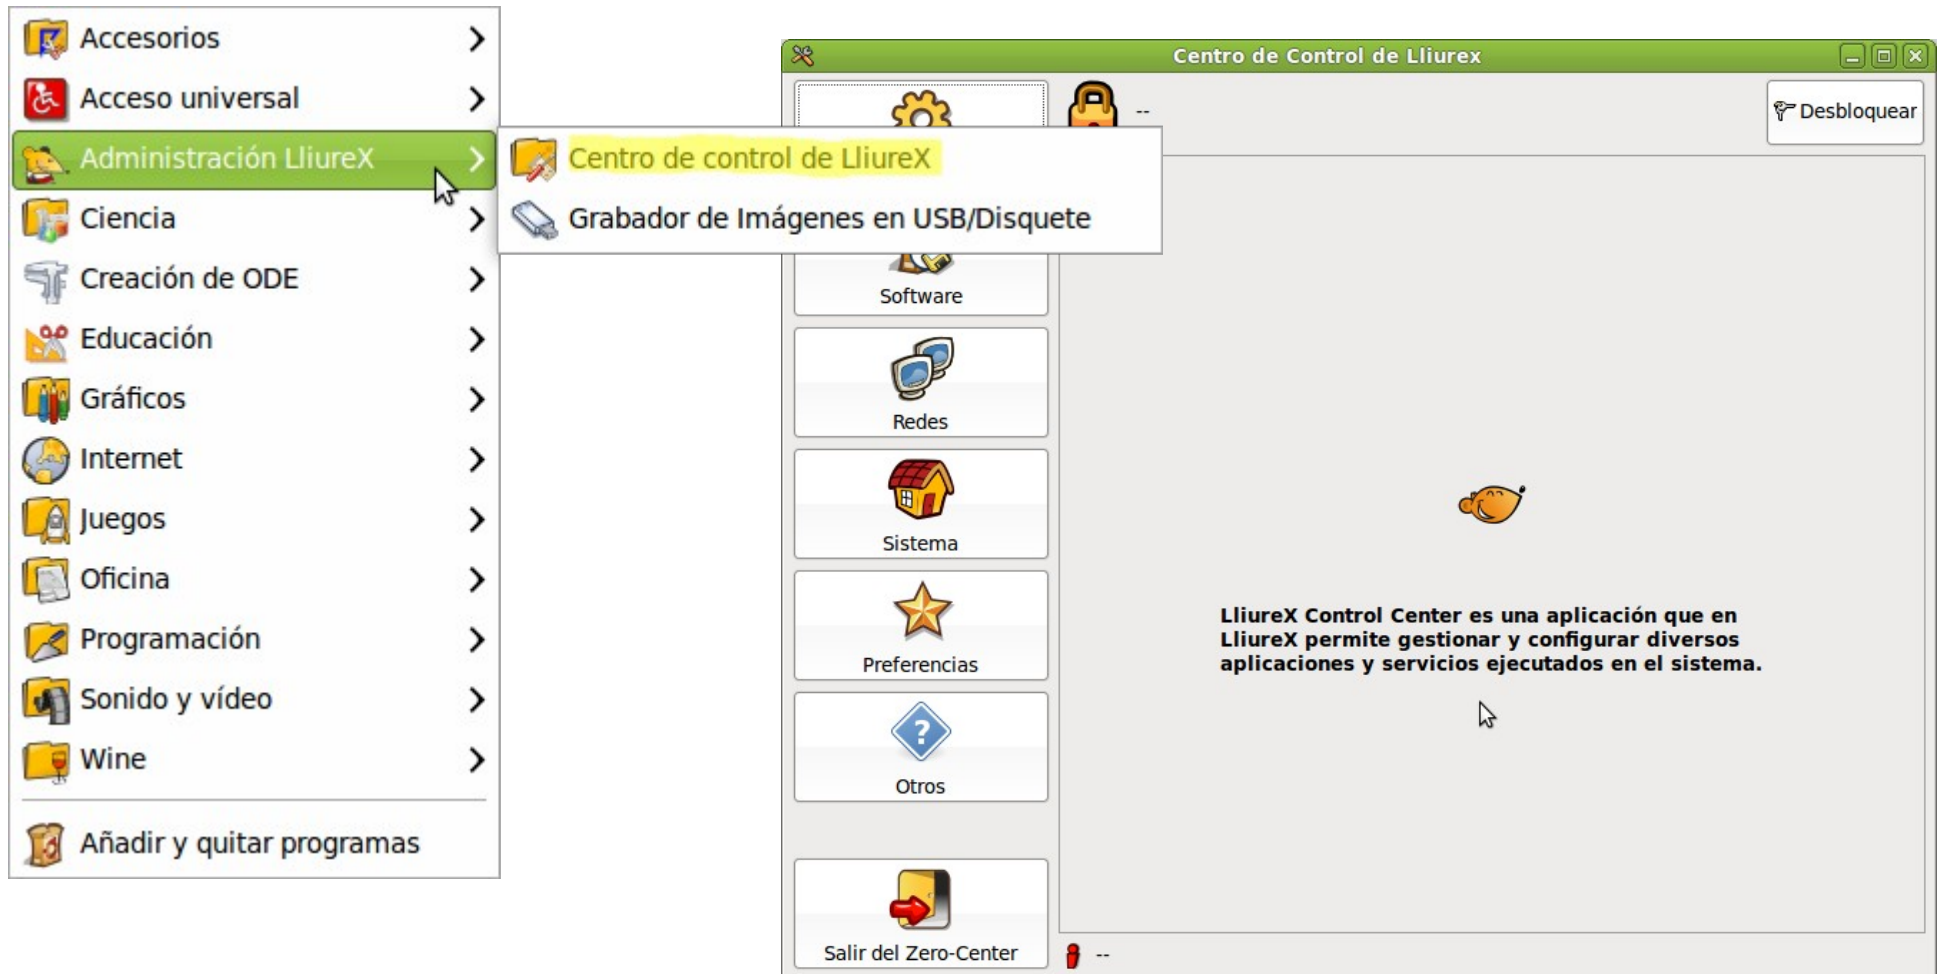 Accesorios
Acceso universal
Administración LliureX
Ciencia
Creación de ODE
Educación
Gráficos
Internet
Juegos
Oficina
Programación
Sonido y vídeo
Wine
Añadir y quitar programas
Centro de control de LliureX
Grabador de Imágenes en USB/Disquete
Centro de Control de Lliurex
--
Desbloquear
Software
Redes
Sistema
Preferencias
?
Otros
Salir del Zero-Center
LliureX Control Center es una aplicación que en
LliureX permite gestionar y configurar diversos
aplicaciones y servicios ejecutados en el sistema.
--